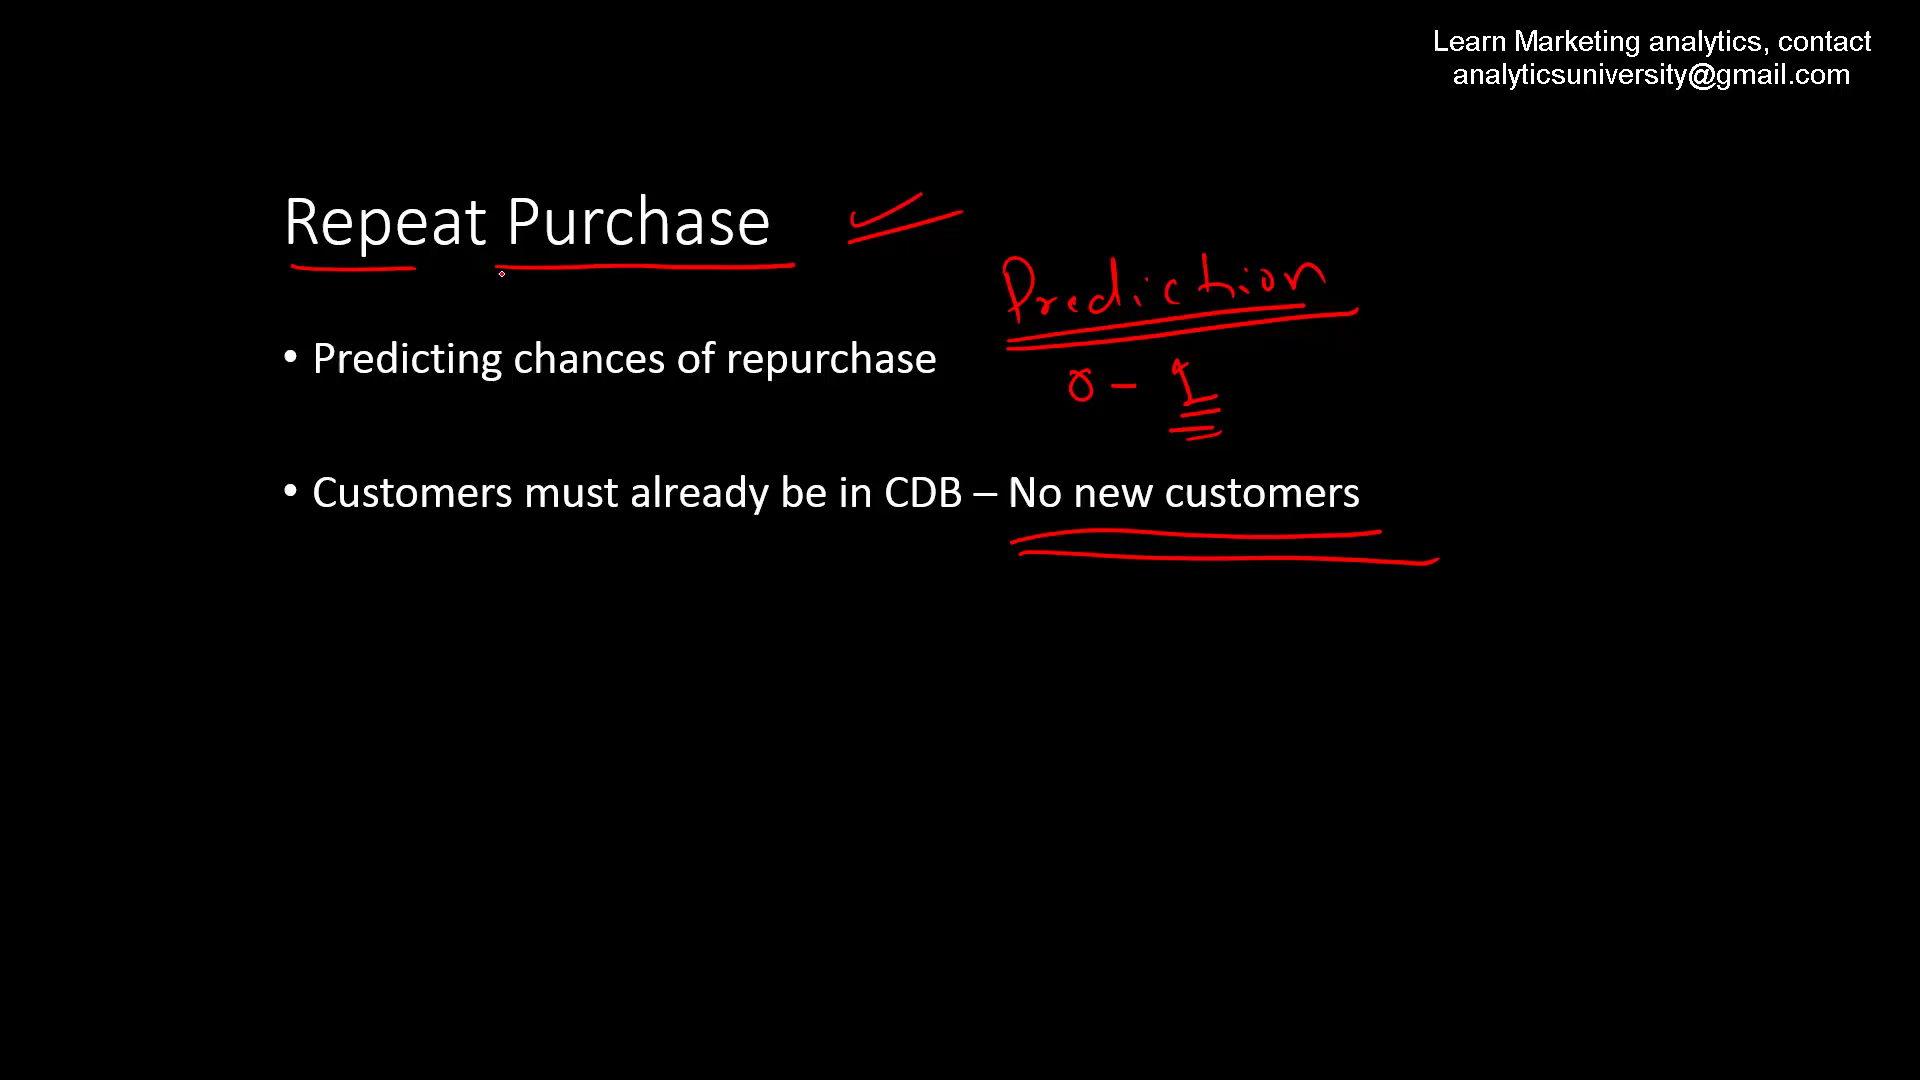 Learn Marketing analytics, contact
analyticsuniversity@gmail.com
Repeat Purchase
Prediction
• Predicting chances of repurchase
0 - 1
• Customers must already be in CDB – No new customers